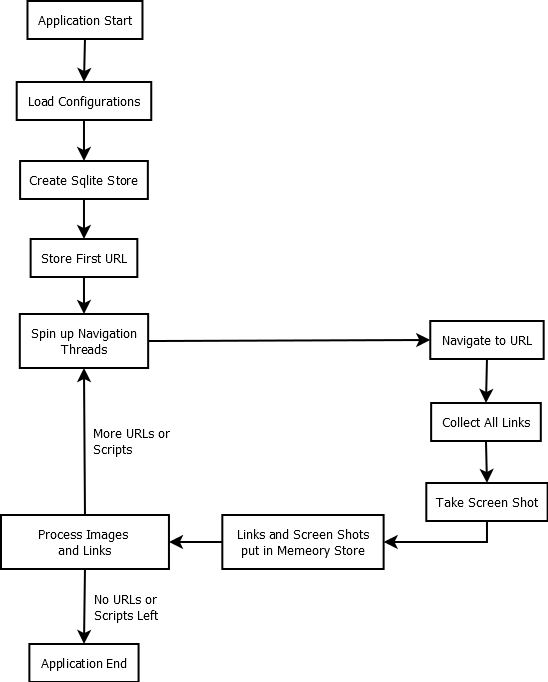 Application Start
Load Configurations
Create Sqlite Store
Store First URL
Spin up Navigation
Threads
Navigate to URL
Collect All Links
Take Screen Shot
Links and Screen Shots
put in Memeory Store
Process Images
and Links
More URLs or
Scripts
No URLs or
Scripts Left
Application End